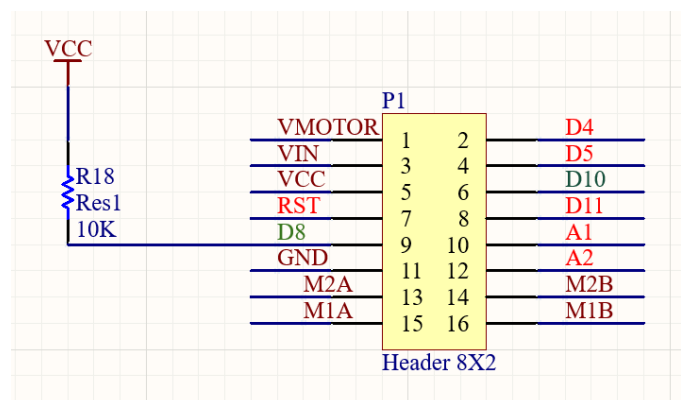 VCC
P1
VMOTOR 1 2 D4
VIN 3 4 D5
R18 VCC 5 6 D10
Res1 RST 7 8 D11
10K D8 9 10 A1
GND 11 12 A2
M2A 13 14 M2B
M1A 15 16 M1B
Header 8X2